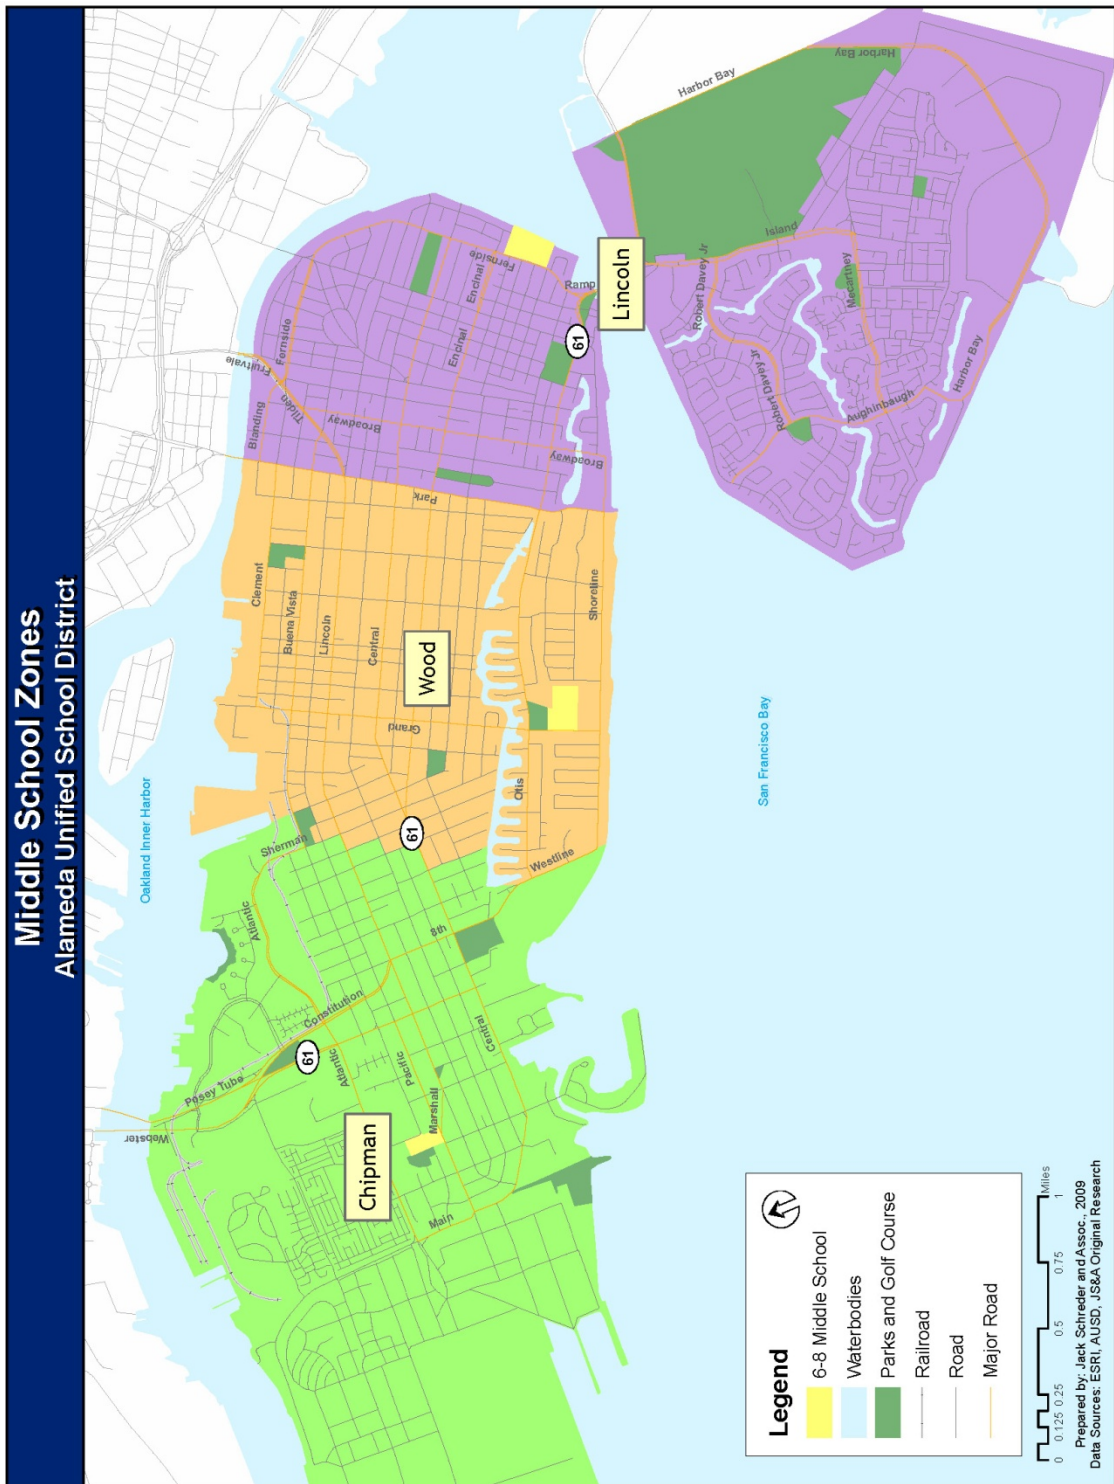 Middle School Zones
Alameda Unified School District
Oakland Inner Harbor
San Francisco Bay
Chipman
Wood
Lincoln
Webster
Posey Tube
Constitution
Atlantic
Atlantic
Sherman
Pacific
Marshall
Main
Central
8th
61
61
61
Westline
Otis
Grand
Clement
Buena Vista
Lincoln
Central
Shoreline
Park
Blanding
Tilden
Fruitvale
Fernside
Broadway
Broadway
Encinal
Encinal
Fernside
Ramp
Harbor Bay
Harbor Bay
Island
Robert Davey Jr
Robert Davey Jr
Mecartney
Aughinbaugh
Harbor Bay
Legend
6-8 Middle School
Waterbodies
Parks and Golf Course
Railroad
Road
Major Road
0 0.125 0.25 0.5 0.75 1
Miles
Prepared by: Jack Schreder and Assoc., 2009
Data Sources: ESRI, AUSD, JS&A Original Research